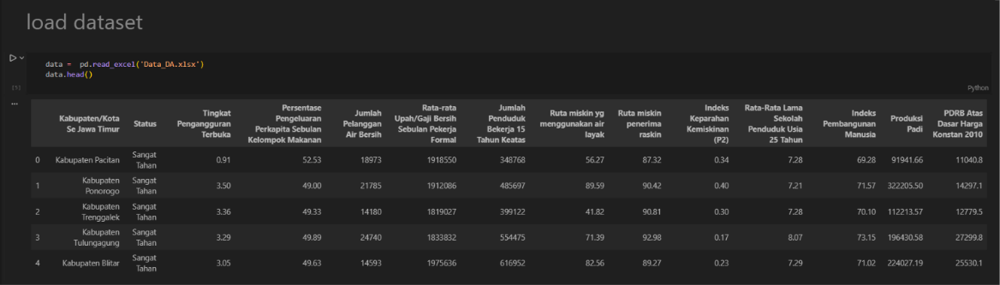 load dataset
data = pd.read_excel('Data_DA.xlsx')
data.head()
Python
Kabupaten/Kota Se Jawa Timur Status Tingkat Pengangguran Terbuka Persentase Pengeluaran Perkapita Sebulan Kelompok Makanan Jumlah Pelanggan Air Bersih Rata-rata Upah/Gaji Bersih Sebulan Pekerja Formal Jumlah Penduduk Bekerja 15 Tahun Keatas Ruta miskin yg menggunakan air layak Ruta miskin penerima raskin Indeks Keparahan Kemiskinan (P2) Rata-Rata Lama Sekolah Penduduk Usia 25 Tahun Indeks Pembangunan Manusia Produksi Padi PDRB Atas Dasar Harga Konstan 2010
0 Kabupaten Pacitan Sangat Tahan 0.91 52.53 18973 1918550 348768 56.27 87.32 0.34 7.28 69.28 91941.66 11040.8
1 Kabupaten Ponorogo Sangat Tahan 3.50 49.00 21785 1912086 485697 89.59 90.42 0.40 7.21 71.57 322205.50 14297.1
2 Kabupaten Trenggalek Sangat Tahan 3.36 49.33 14180 1819027 399122 41.82 90.81 0.30 7.28 70.10 112213.57 12779.5
3 Kabupaten Tulungagung Sangat Tahan 3.29 49.89 24740 1833832 554475 71.39 92.98 0.17 8.07 73.15 196430.58 27299.8
4 Kabupaten Blitar Sangat Tahan 3.05 49.63 14593 1975636 616952 82.56 89.27 0.23 7.29 71.02 224027.19 25530.1